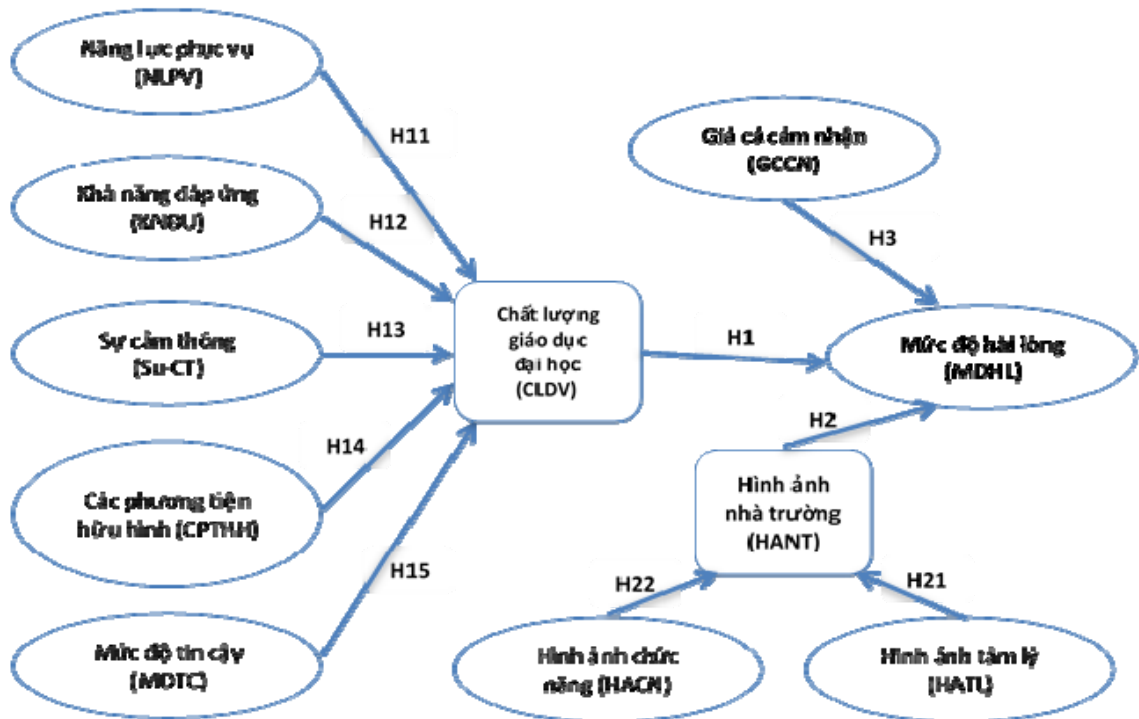 Năng lực phục vụ
(NLPV)
H11
Khả năng đáp ứng
(KNĐU)
H12
Sự cảm thông
(Su-CT)
H13
Các phương tiện
hữu hình (CPTHH)
H14
Mức độ tin cậy
(MDTC)
H15
Chất lượng
giáo dục
đại học
(CLDV)
H1
Giá cả cảm nhận
(GCCN)
H3
Mức độ hài lòng
(MDHL)
H2
Hình ảnh
nhà trường
(HANT)
H22
H21
Hình ảnh chức
năng (HACN)
Hình ảnh tâm lý
(HATL)